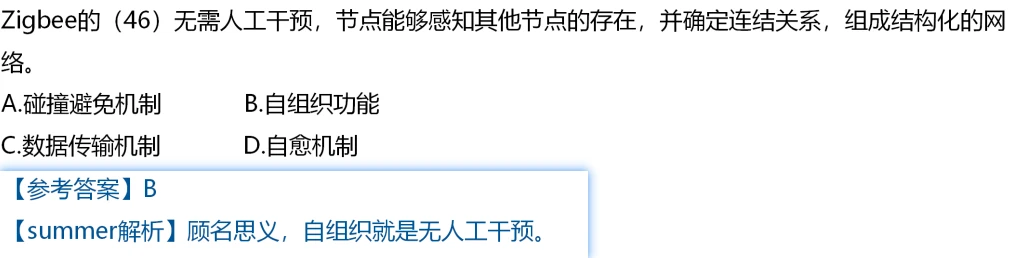 Zigbee的（46）无需人工干预，节点能够感知其他节点的存在，并确定连结关系，组成结构化的网
络。
A.碰撞避免机制 B.自组织功能
C.数据传输机制 D.自愈机制
【参考答案】B
【summer解析】顾名思义，自组织就是无人工干预。